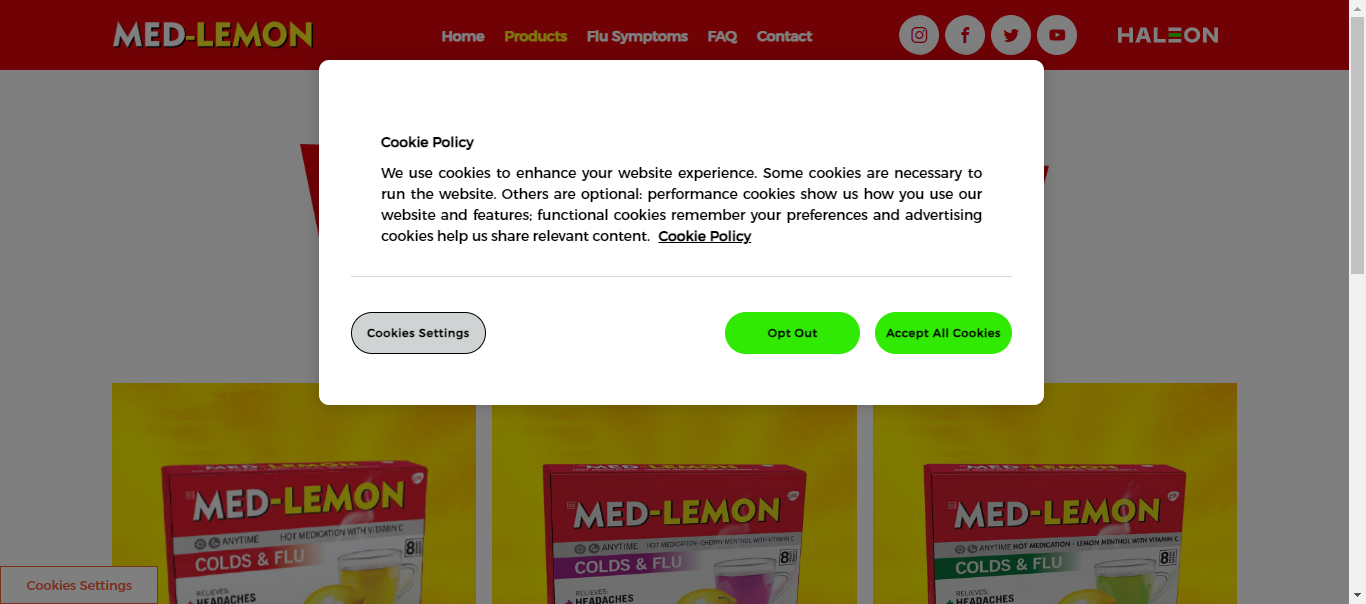 MED-LEMON
Home Products Flu Symptoms FAQ Contact
HALEON
Cookie Policy
We use cookies to enhance your website experience. Some cookies are necessary to
run the website. Others are optional: performance cookies show us how you use our
website and features; functional cookies remember your preferences and advertising
cookies help us share relevant content. Cookie Policy
Cookies Settings
Opt Out
Accept All Cookies
MED-LEMON
HOT MEDICATION WITH VITAMIN C
ANYTIME
COLDS & FLU
8
RELIEVES:
HEADACHES
MED-LEMON
ANYTIME HOT MEDICATION - CHERRY MENTHOL WITH VITAMIN C
COLDS & FLU
8
RELIEVES:
HEADACHES
MED-LEMON
ANYTIME HOT MEDICATION - LEMON MENTHOL WITH VITAMIN C
COLDS & FLU
8
RELIEVES:
HEADACHES
Cookies Settings